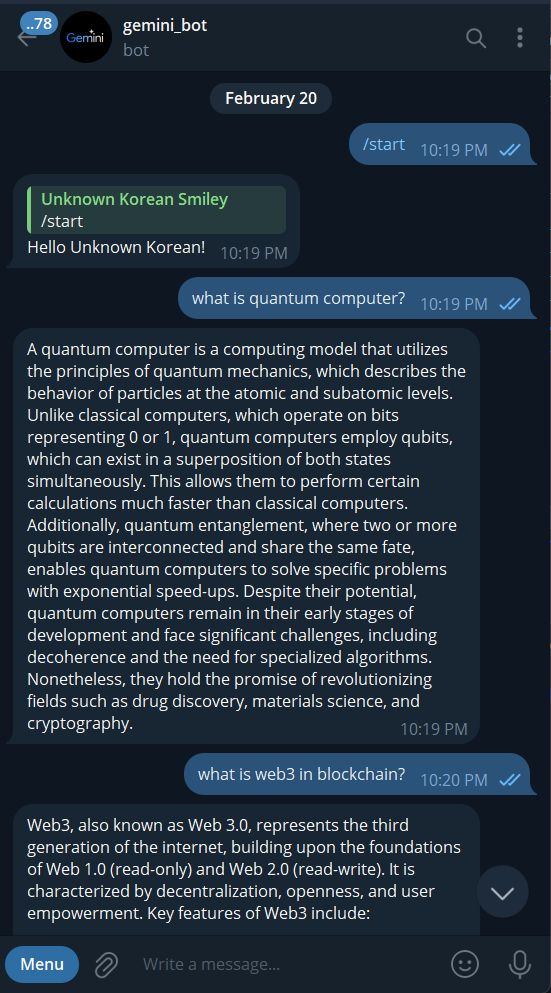 ..78
Gemini
gemini_bot
bot
February 20
/start 10:19 PM
Unknown Korean Smiley
/start
Hello Unknown Korean! 10:19 PM
what is quantum computer? 10:19 PM
A quantum computer is a computing model that utilizes
the principles of quantum mechanics, which describes the
behavior of particles at the atomic and subatomic levels.
Unlike classical computers, which operate on bits
representing 0 or 1, quantum computers employ qubits,
which can exist in a superposition of both states
simultaneously. This allows them to perform certain
calculations much faster than classical computers.
Additionally, quantum entanglement, where two or more
qubits are interconnected and share the same fate,
enables quantum computers to solve specific problems
with exponential speed-ups. Despite their potential,
quantum computers remain in their early stages of
development and face significant challenges, including
decoherence and the need for specialized algorithms.
Nonetheless, they hold the promise of revolutionizing
fields such as drug discovery, materials science, and
cryptography. 10:19 PM
what is web3 in blockchain? 10:20 PM
Web3, also known as Web 3.0, represents the third
generation of the internet, building upon the foundations
of Web 1.0 (read-only) and Web 2.0 (read-write). It is
characterized by decentralization, openness, and user
empowerment. Key features of Web3 include:
Menu
Write a message...